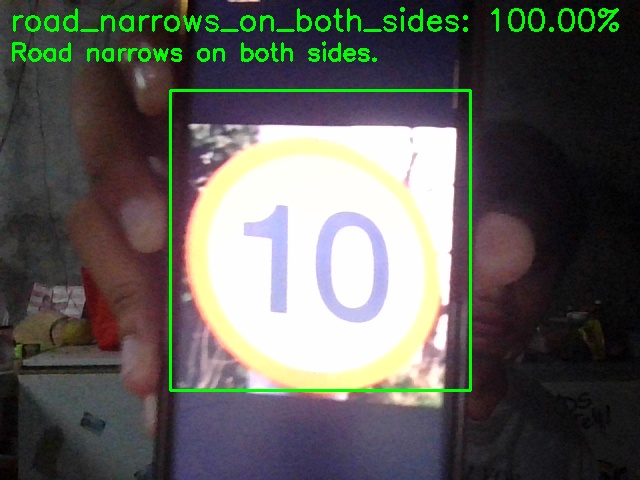 road_narrows_on_both_sides: 100.00%
Road narrows on both sides.
10